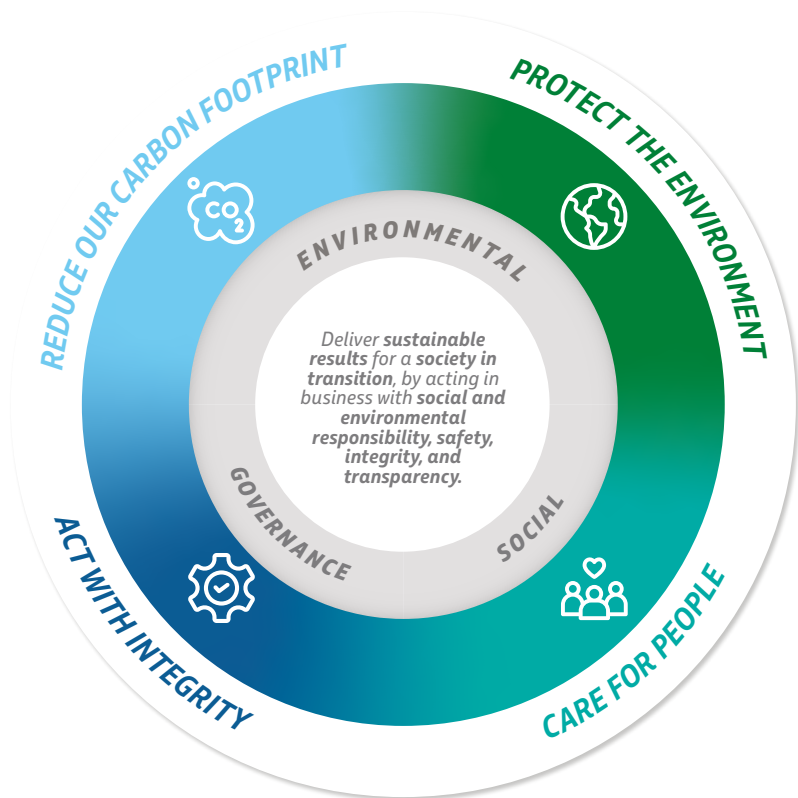 REDUCE OUR CARBON FOOTPRINT
PROTECT THE ENVIRONMENT
CO2
ENVIRONMENTAL
Deliver sustainable
results for a society in
transition, by acting in
business with social and
environmental
responsibility, safety,
integrity, and
transparency.
GOVERNANCE
SOCIAL
ACT WITH INTEGRITY
CARE FOR PEOPLE